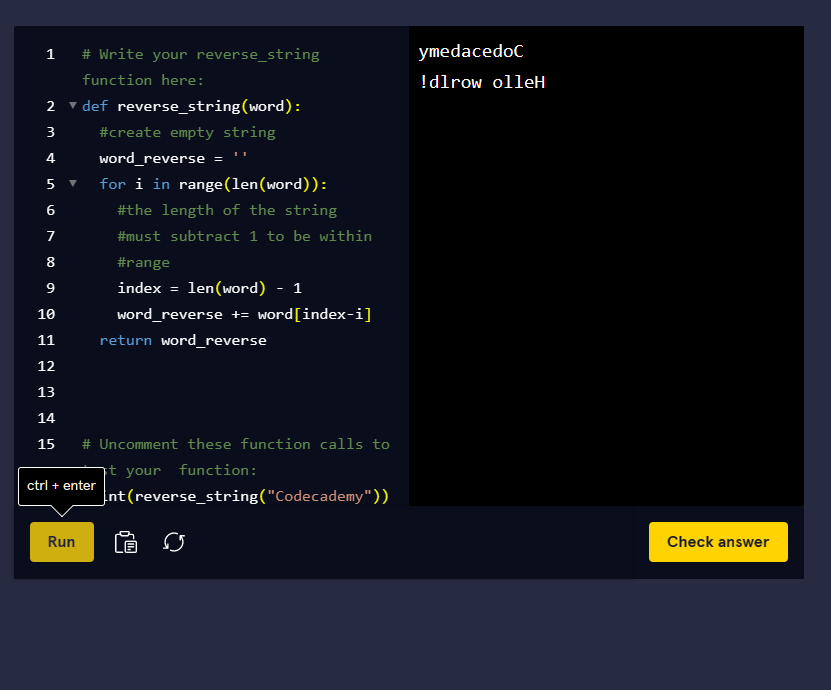 1 # Write your reverse_string
function here:
2 def reverse_string(word):
3 #create empty string
4 word_reverse = ''
5 for i in range(len(word)):
6 #the length of the string
7 #must subtract 1 to be within
8 #range
9 index = len(word) - 1
10 word_reverse += word[index-i]
11 return word_reverse
12
13
14
15 # Uncomment these function calls to
your function:
(reverse_string("Codecademy"))
ctrl + enter
Run
ymedacedoC
!dlrow olleH
Check answer